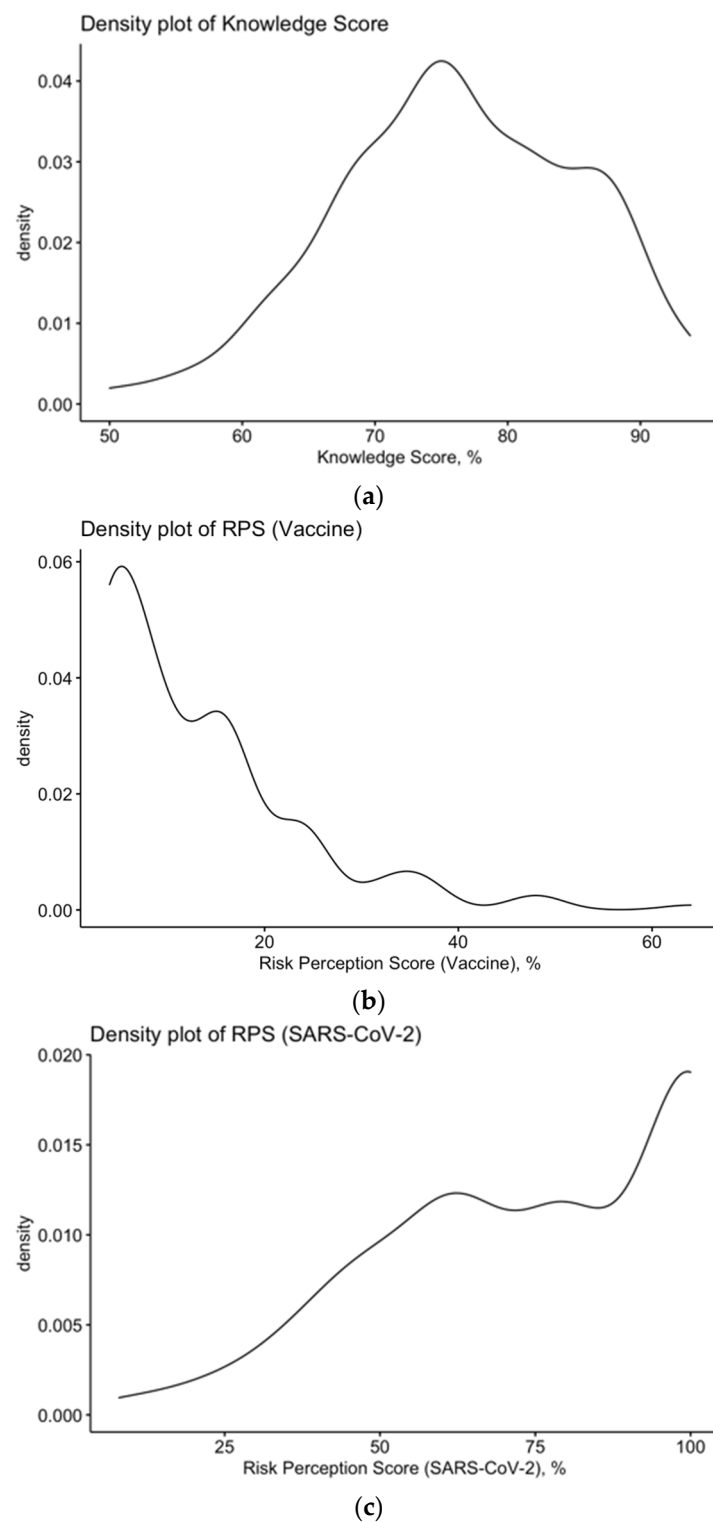 Density plot of Knowledge Score
0.04
0.03
0.02
0.01
0.00
density
50 60 70 80 90
Knowledge Score, %
(a)
Density plot of RPS (Vaccine)
0.06
0.04
0.02
0.00
density
20 40 60
Risk Perception Score (Vaccine), %
(b)
Density plot of RPS (SARS-CoV-2)
0.020
0.015
0.010
0.005
0.000
density
25 50 75 100
Risk Perception Score (SARS-CoV-2), %
(c)